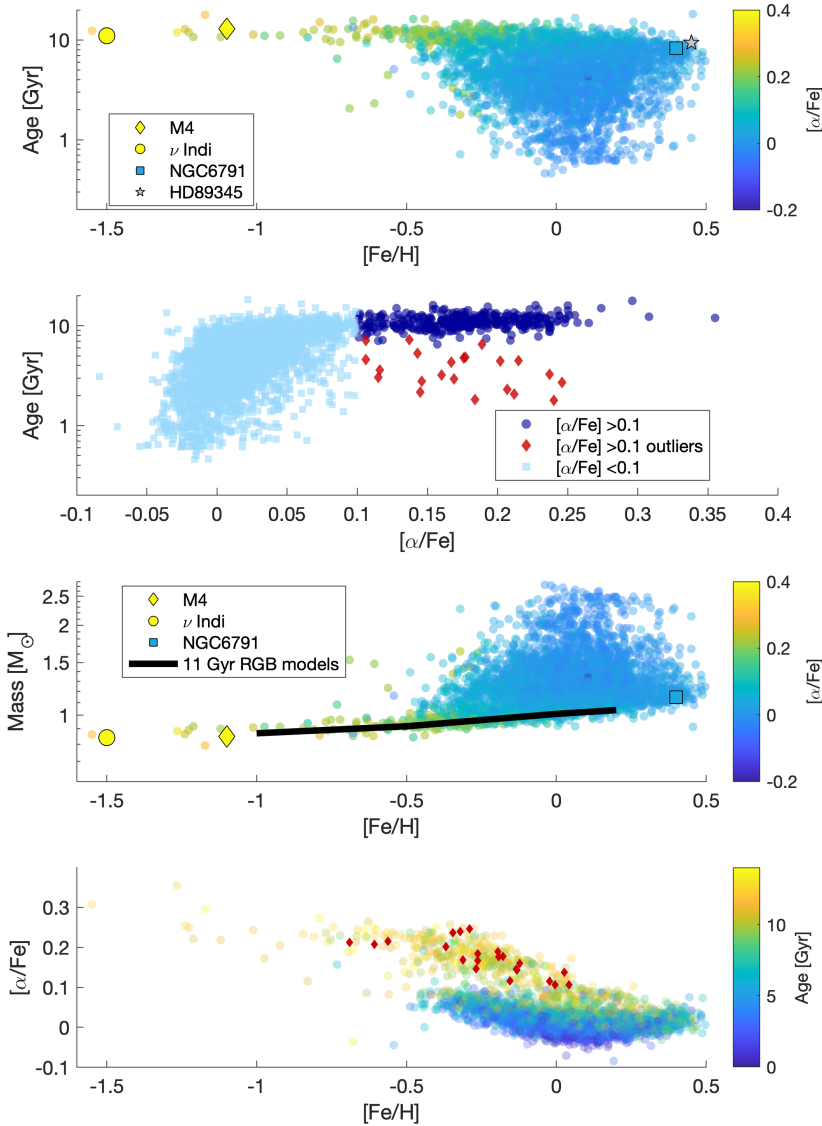 10
1
Age [Gyr]
M4
ν Indi
NGC6791
HD89345
-1.5
-1
-0.5
0
0.5
[Fe/H]
0.4
0.2
0
-0.2
[α/Fe]
10
1
Age [Gyr]
[α/Fe] >0.1
[α/Fe] >0.1 outliers
[α/Fe] <0.1
-0.1
-0.05
0
0.05
0.1
0.15
0.2
0.25
0.3
0.35
0.4
[α/Fe]
2.5
2
1.5
1
Mass [M⊙]
M4
ν Indi
NGC6791
11 Gyr RGB models
-1.5
-1
-0.5
0
0.5
[Fe/H]
0.4
0.2
0
-0.2
[α/Fe]
0.3
0.2
0.1
0
-0.1
[α/Fe]
-1.5
-1
-0.5
0
0.5
[Fe/H]
10
5
0
Age [Gyr]